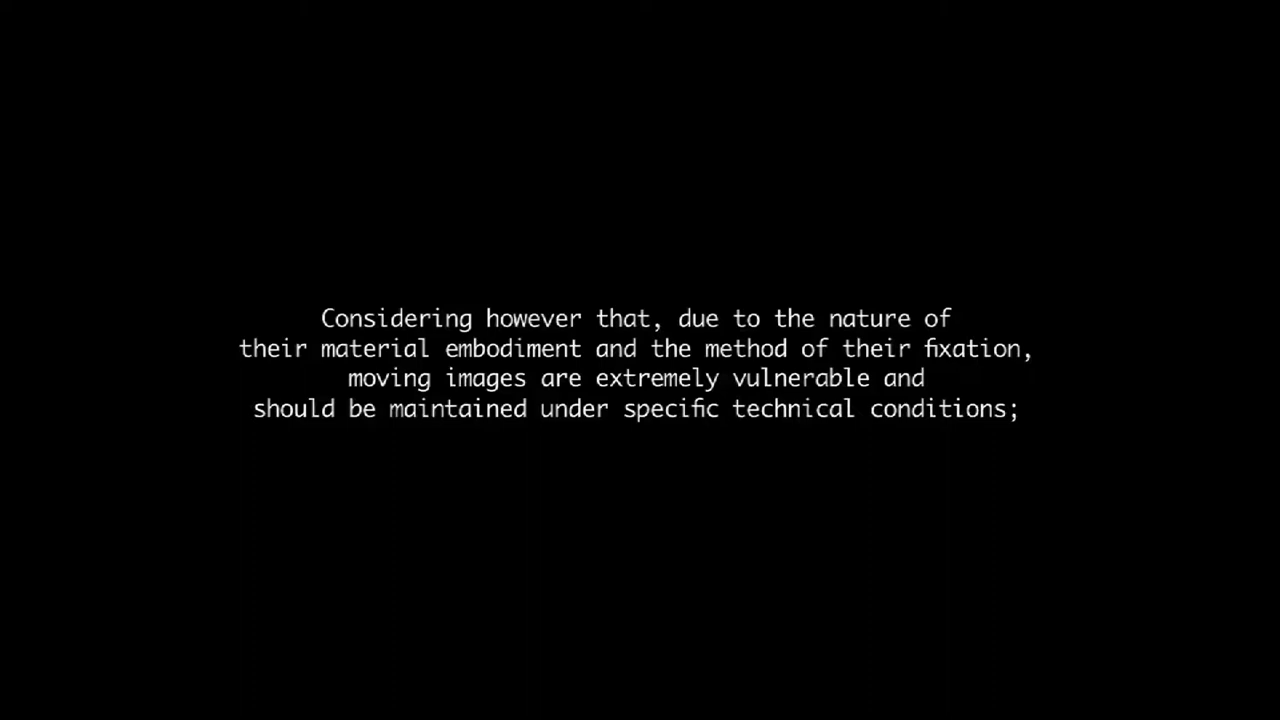 Considering however that, due to the nature of
their material embodiment and the method of their fixation,
moving images are extremely vulnerable and
should be maintained under specific technical conditions;